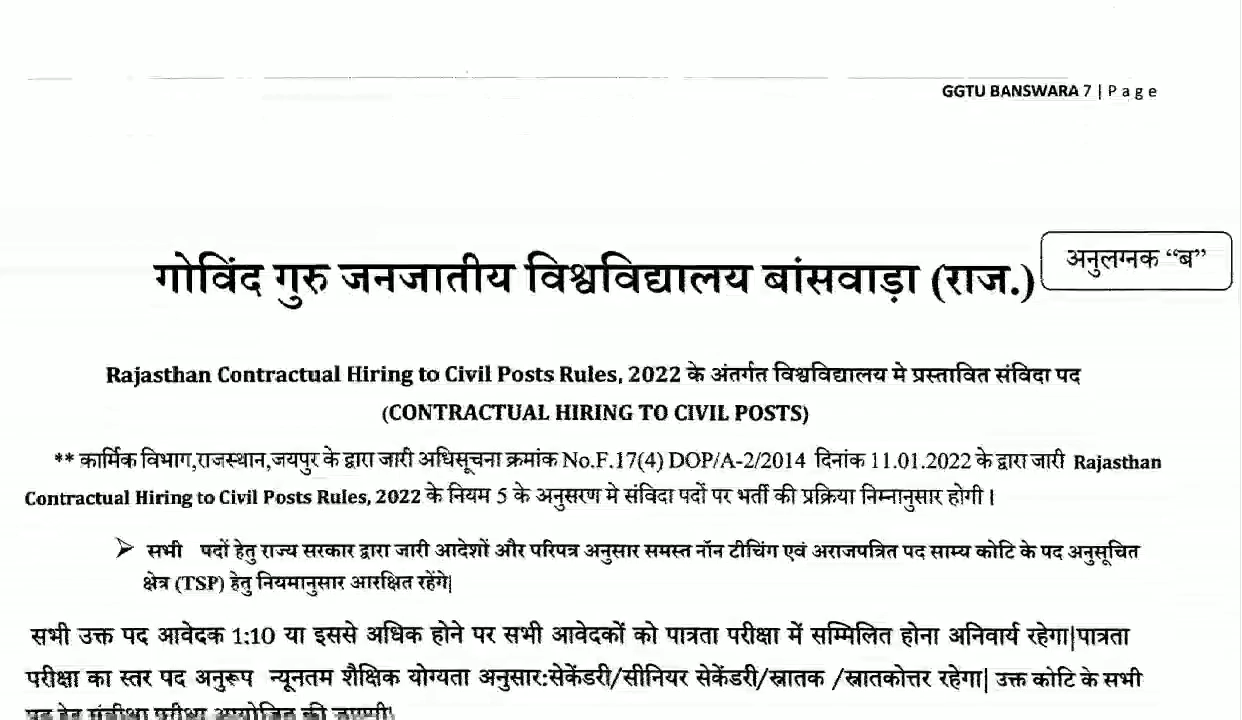 GGTU BANSWARA 7 | P a g e
अनुलग्नक “ब”
गोविंद गुरु जनजातीय विश्वविद्यालय बांसवाड़ा (राज.)
Rajasthan Contractual Hiring to Civil Posts Rules, 2022 के अंतर्गत विश्वविद्यालय मे प्रस्तावित संविदा पद
(CONTRACTUAL HIRING TO CIVIL POSTS)
** कार्मिक विभाग,राजस्थान,जयपुर के द्वारा जारी अधिसूचना क्रमांक No.F.17(4) DOP/A-2/2014 दिनांक 11.01.2022 के द्वारा जारी Rajasthan
Contractual Hiring to Civil Posts Rules, 2022 के नियम 5 के अनुसरण मे संविदा पदों पर भर्ती की प्रक्रिया निम्नानुसार होगी ।
➢ सभी पदों हेतु राज्य सरकार द्वारा जारी आदेशों और परिपत्र अनुसार समस्त नॉन टीचिंग एवं अराजपत्रित पद साम्य कोटि के पद अनुसूचित
क्षेत्र (TSP) हेतु नियमानुसार आरक्षित रहेंगे|
सभी उक्त पद आवेदक 1:10 या इससे अधिक होने पर सभी आवेदकों को पात्रता परीक्षा में सम्मिलित होना अनिवार्य रहेगा|पात्रता
परीक्षा का स्तर पद अनुरूप न्यूनतम शैक्षिक योग्यता अनुसार:सेकेंडरी/सीनियर सेकेंडरी/स्नातक /स्नातकोत्तर रहेगा| उक्त कोटि के सभी